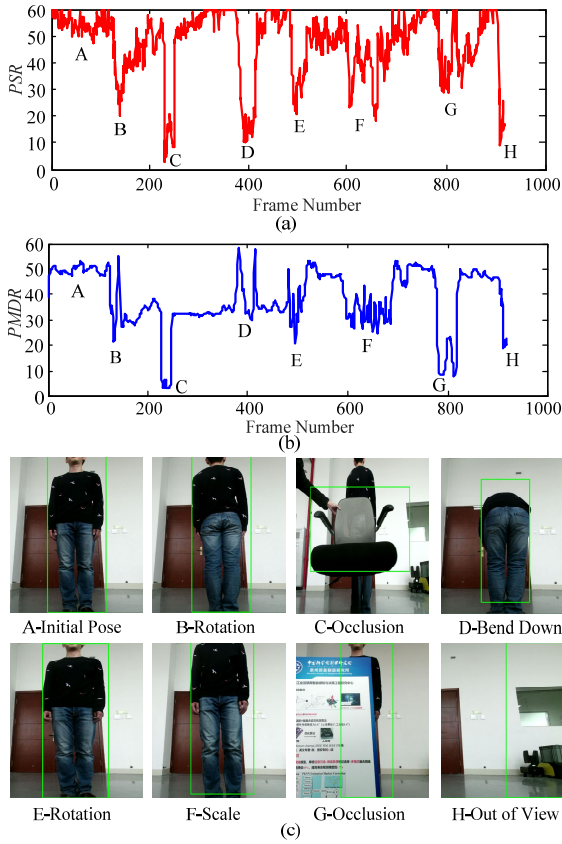 (a)
PSR
60
50
40
30
20
10
0
A
B
C
D
E
F
G
H
0 200 400 600 800 1000
Frame Number
(a)
(b)
PMDR
60
50
40
30
20
10
0
A
B
C
D
E
F
G
H
0 200 400 600 800 1000
Frame Number
(b)
A-Initial Pose
B-Rotation
C-Occlusion
D-Bend Down
E-Rotation
F-Scale
G-Occlusion
H-Out of View
(c)